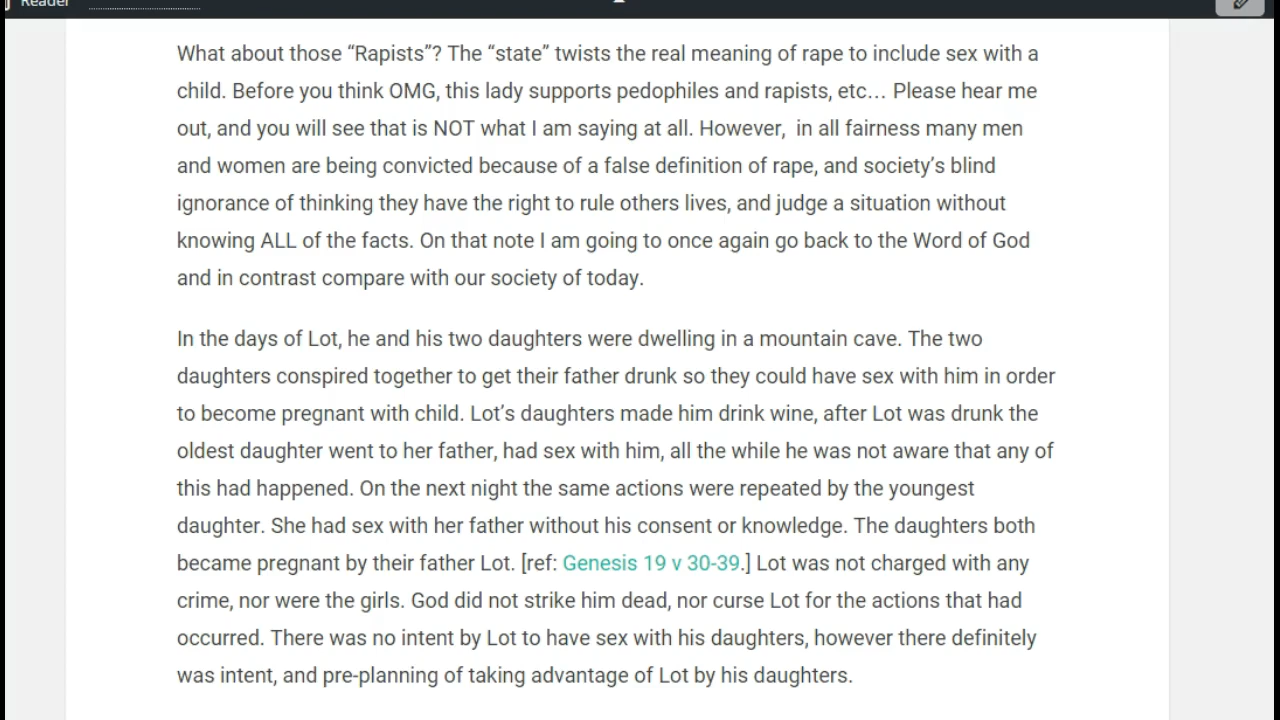 Reader
What about those “Rapists”? The “state” twists the real meaning of rape to include sex with a
child. Before you think OMG, this lady supports pedophiles and rapists, etc… Please hear me
out, and you will see that is NOT what I am saying at all. However,  in all fairness many men
and women are being convicted because of a false definition of rape, and society’s blind
ignorance of thinking they have the right to rule others lives, and judge a situation without
knowing ALL of the facts. On that note I am going to once again go back to the Word of God
and in contrast compare with our society of today.
In the days of Lot, he and his two daughters were dwelling in a mountain cave. The two
daughters conspired together to get their father drunk so they could have sex with him in order
to become pregnant with child. Lot’s daughters made him drink wine, after Lot was drunk the
oldest daughter went to her father, had sex with him, all the while he was not aware that any of
this had happened. On the next night the same actions were repeated by the youngest
daughter. She had sex with her father without his consent or knowledge. The daughters both
became pregnant by their father Lot. [ref: Genesis 19 v 30-39.] Lot was not charged with any
crime, nor were the girls. God did not strike him dead, nor curse Lot for the actions that had
occurred. There was no intent by Lot to have sex with his daughters, however there definitely
was intent, and pre-planning of taking advantage of Lot by his daughters.